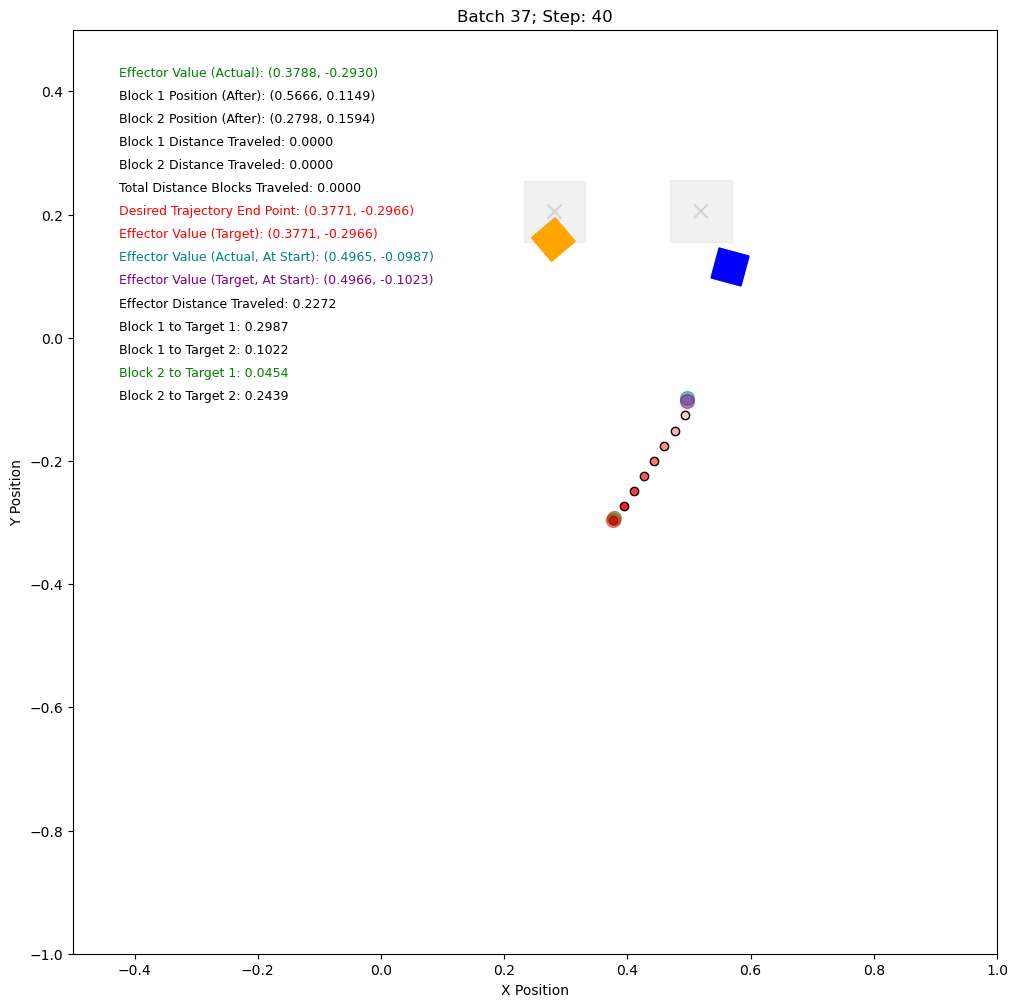 Batch 37; Step: 40
Effector Value (Actual): (0.3788, -0.2930)
Block 1 Position (After): (0.5666, 0.1149)
Block 2 Position (After): (0.2798, 0.1594)
Block 1 Distance Traveled: 0.0000
Block 2 Distance Traveled: 0.0000
Total Distance Blocks Traveled: 0.0000
Desired Trajectory End Point: (0.3771, -0.2966)
Effector Value (Target): (0.3771, -0.2966)
Effector Value (Actual, At Start): (0.4965, -0.0987)
Effector Value (Target, At Start): (0.4966, -0.1023)
Effector Distance Traveled: 0.2272
Block 1 to Target 1: 0.2987
Block 1 to Target 2: 0.1022
Block 2 to Target 1: 0.0454
Block 2 to Target 2: 0.2439
Y Position
0.4
0.2
0.0
−0.2
−0.4
−0.6
−0.8
−1.0
−0.4
−0.2
0.0
0.2
0.4
0.6
0.8
1.0
X Position